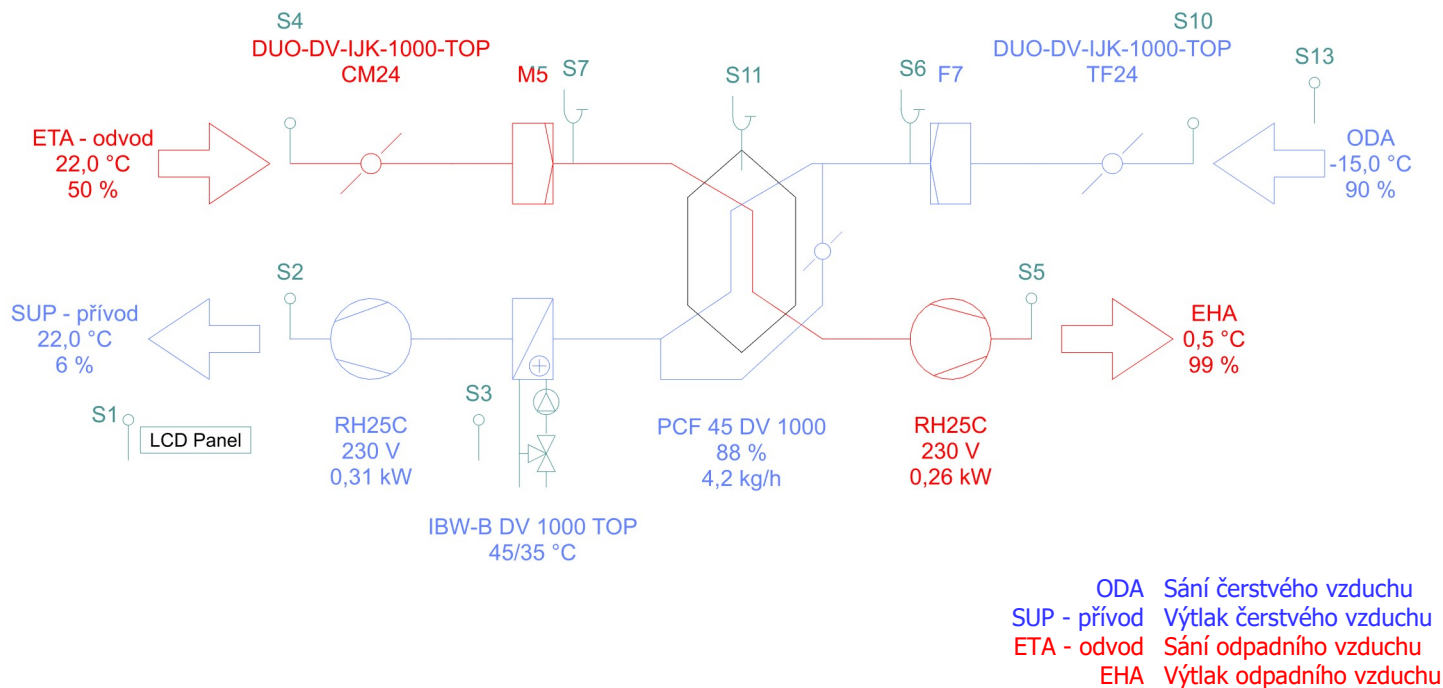 S4
DUO-DV-IJK-1000-TOP
CM24
M5
S7
S11
S6
F7
S10
DUO-DV-IJK-1000-TOP
TF24
S13
ETA - odvod
22,0 °C
50 %
ODA
-15,0 °C
90 %
S2
SUP - přívod
22,0 °C
6 %
S5
EHA
0,5 °C
99 %
S1
LCD Panel
RH25C
230 V
0,31 kW
S3
PCF 45 DV 1000
88 %
4,2 kg/h
RH25C
230 V
0,26 kW
IBW-B DV 1000 TOP
45/35 °C
ODA Sání čerstvého vzduchu
SUP - přívod Výtlak čerstvého vzduchu
ETA - odvod Sání odpadního vzduchu
EHA Výtlak odpadního vzduchu